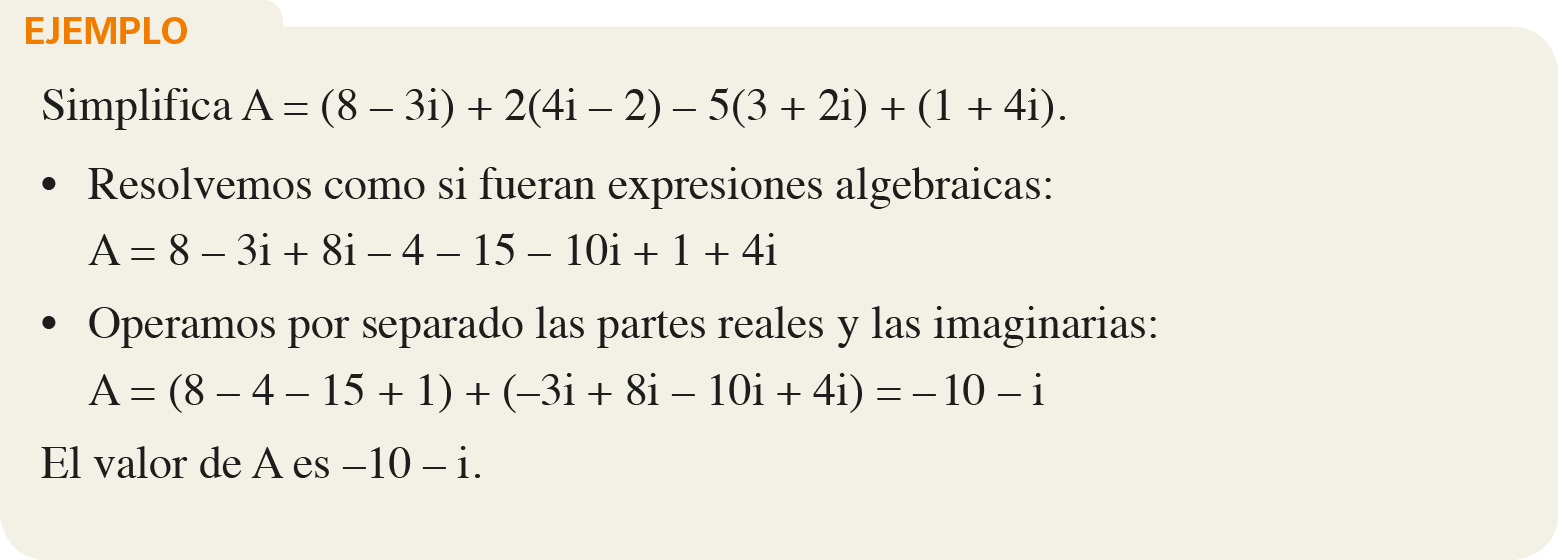 EJEMPLO
Simplifica A = (8 – 3i) + 2(4i – 2) – 5(3 + 2i) + (1 + 4i).
• Resolvemos como si fueran expresiones algebraicas:
A = 8 – 3i + 8i – 4 – 15 – 10i + 1 + 4i
• Operamos por separado las partes reales y las imaginarias:
A = (8 – 4 – 15 + 1) + (–3i + 8i – 10i + 4i) = –10 – i
El valor de A es –10 – i.